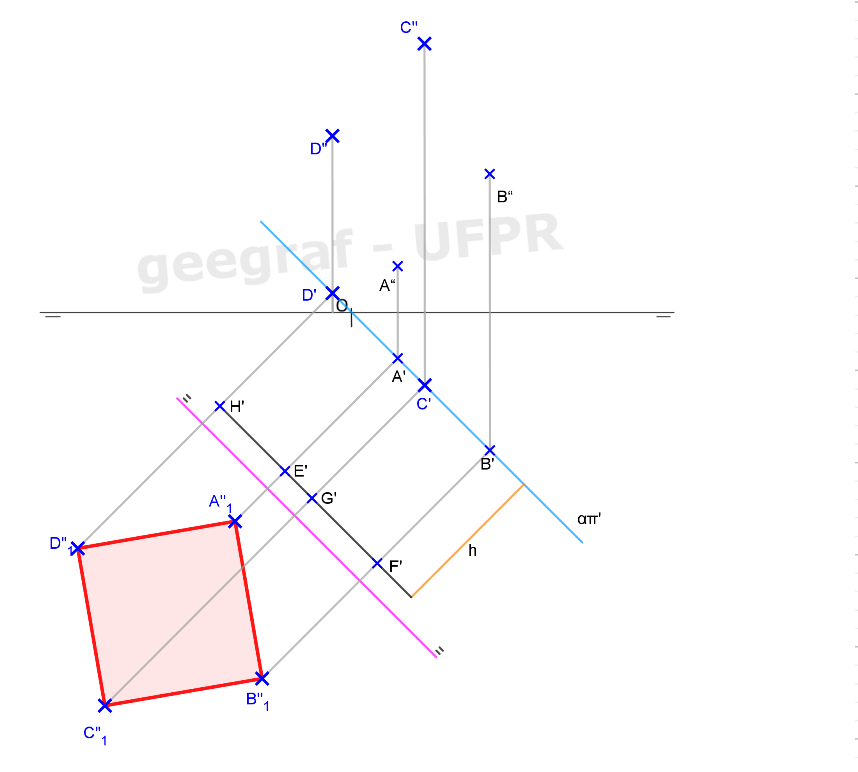 C"
D"
B“
geegraf - UFPR
A“
D'
O
A'
C'
H'
B'
E'
A"1
G'
απ'
D"1
h
F'
B"1
C"1